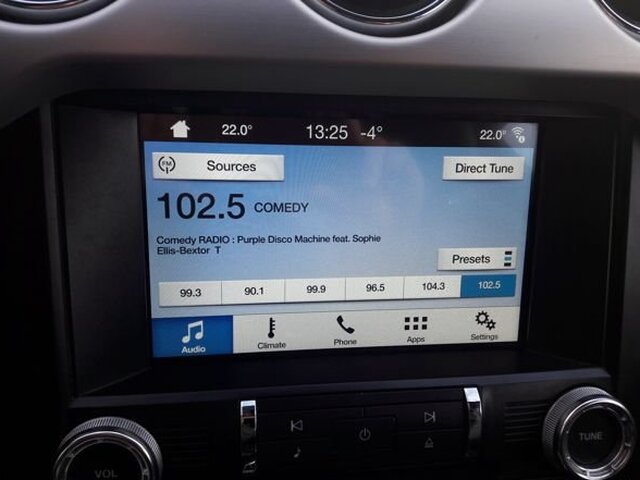 22.0°
13:25 -4°
22.0°
FM Sources
Direct Tune
102.5 COMEDY
Comedy RADIO : Purple Disco Machine feat. Sophie
Ellis-Bextor T
Presets
99.3 90.1 99.9 96.5 104.3 102.5
Audio Climate Phone Apps Settings
VOL
TUNE